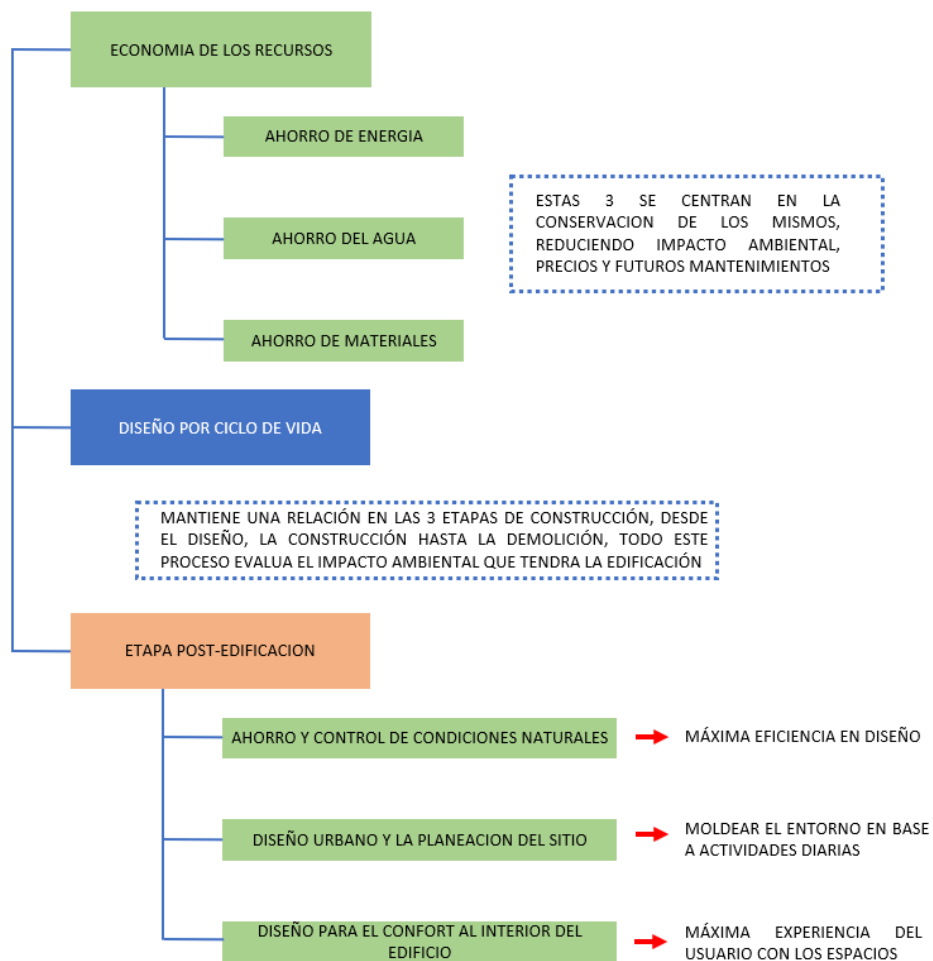 ECONOMIA DE LOS RECURSOS
AHORRO DE ENERGIA
AHORRO DEL AGUA
AHORRO DE MATERIALES
ESTAS 3 SE CENTRAN EN LA
CONSERVACION DE LOS MISMOS,
REDUCIENDO IMPACTO AMBIENTAL,
PRECIOS Y FUTUROS MANTENIMIENTOS
DISEÑO POR CICLO DE VIDA
MANTIENE UNA RELACIÓN EN LAS 3 ETAPAS DE CONSTRUCCIÓN, DESDE
EL DISEÑO, LA CONSTRUCCIÓN HASTA LA DEMOLICIÓN, TODO ESTE
PROCESO EVALUA EL IMPACTO AMBIENTAL QUE TENDRA LA EDIFICACIÓN
ETAPA POST-EDIFICACION
AHORRO Y CONTROL DE CONDICIONES NATURALES
MÁXIMA EFICIENCIA EN DISEÑO
DISEÑO URBANO Y LA PLANEACION DEL SITIO
MOLDEAR EL ENTORNO EN BASE
A ACTIVIDADES DIARIAS
DISEÑO PARA EL CONFORT AL INTERIOR DEL
EDIFICIO
MÁXIMA EXPERIENCIA DEL
USUARIO CON LOS ESPACIOS